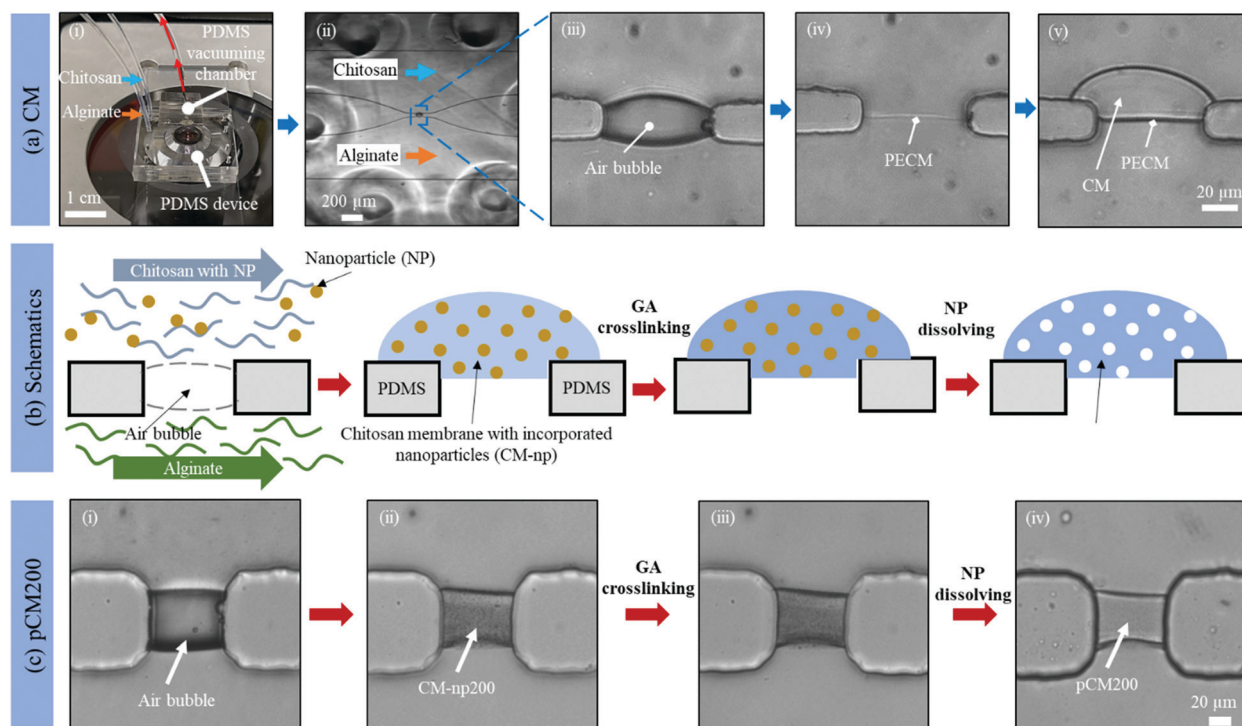 (a) CM
(i)
PDMS
vacuuming
chamber
Chitosan
Alginate
1 cm
PDMS device
(ii)
Chitosan
Alginate
200 µm
(iii)
Air bubble
(iv)
PECM
(v)
CM
PECM
20 µm
(b) Schematics
Chitosan with NP
Nanoparticle (NP)
Air bubble
Alginate
PDMS
PDMS
Chitosan membrane with incorporated
nanoparticles (CM-np)
GA
crosslinking
NP
dissolving
(c) pCM200
(i)
Air bubble
(ii)
CM-np200
GA
crosslinking
(iii)
NP
dissolving
(iv)
pCM200
20 µm